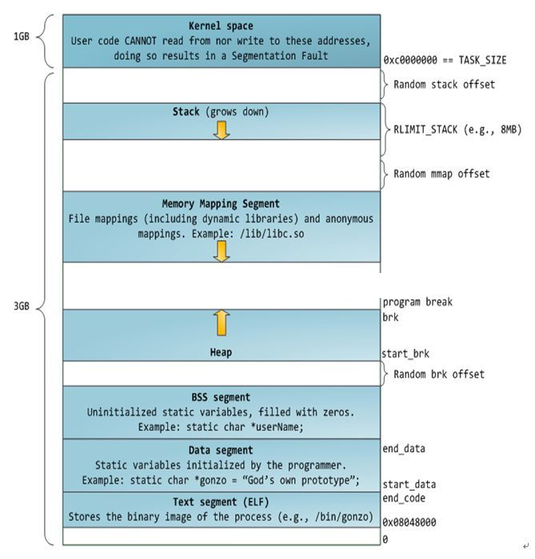 Kernel space
1GB
User code CANNOT read from nor write to these addresses,
doing so results in a Segmentation Fault
0xc0000000 == TASK_SIZE
Random stack offset
Stack (grows down)
RLIMIT_STACK (e.g., 8MB)
Random mmap offset
Memory Mapping Segment
File mappings (including dynamic libraries) and anonymous
mappings. Example: /lib/libc.so
3GB
program break
brk
Heap
start_brk
Random brk offset
BSS segment
Uninitialized static variables, filled with zeros.
Example: static char *userName;
end_data
Data segment
Static variables initialized by the programmer.
Example: static char *gonzo = “God’s own prototype”;
start_data
end_code
Text segment (ELF)
Stores the binary image of the process (e.g., /bin/gonzo)
0x08048000
0